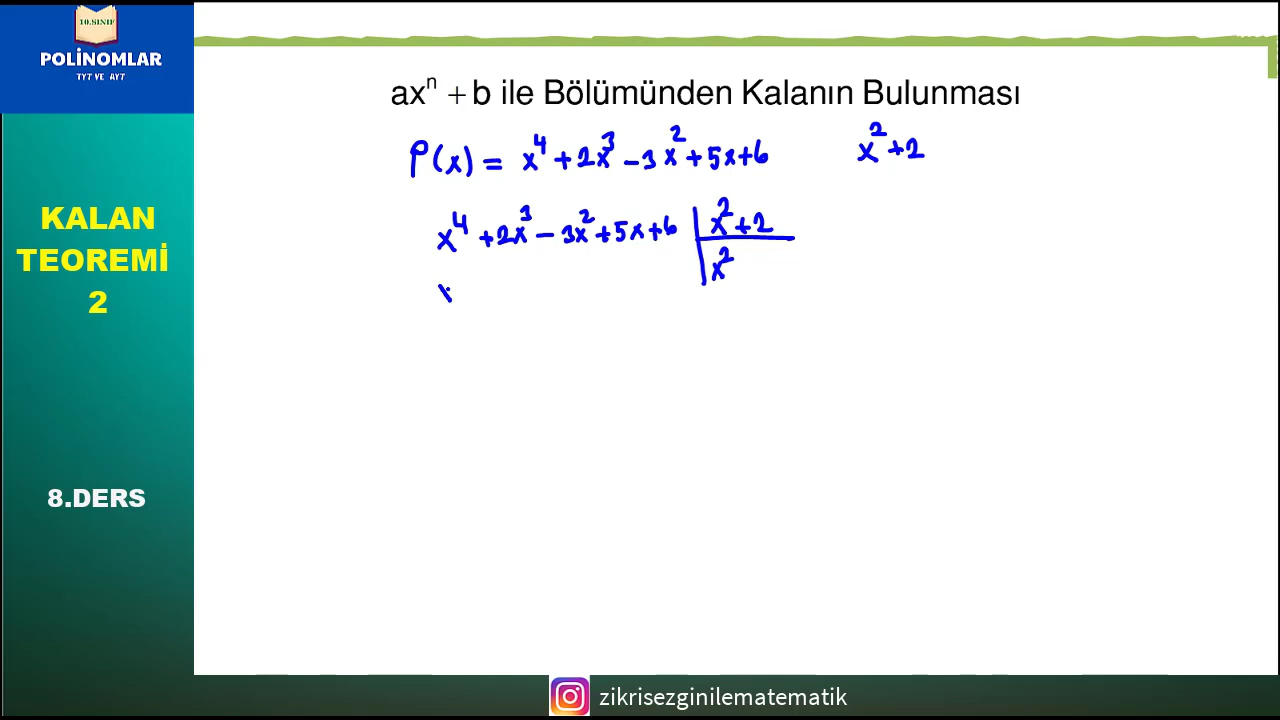 10.SINIF
POLİNOMLAR
TYT VE AYT
KALAN
TEOREMİ
2
8.DERS
axⁿ + b ile Bölümünden Kalanın Bulunması
P(x) = x⁴ + 2x³ - 3x² + 5x + 6 x² + 2
x⁴ + 2x³ - 3x² + 5x + 6 | x² + 2
x²
zikrisezginilematematik